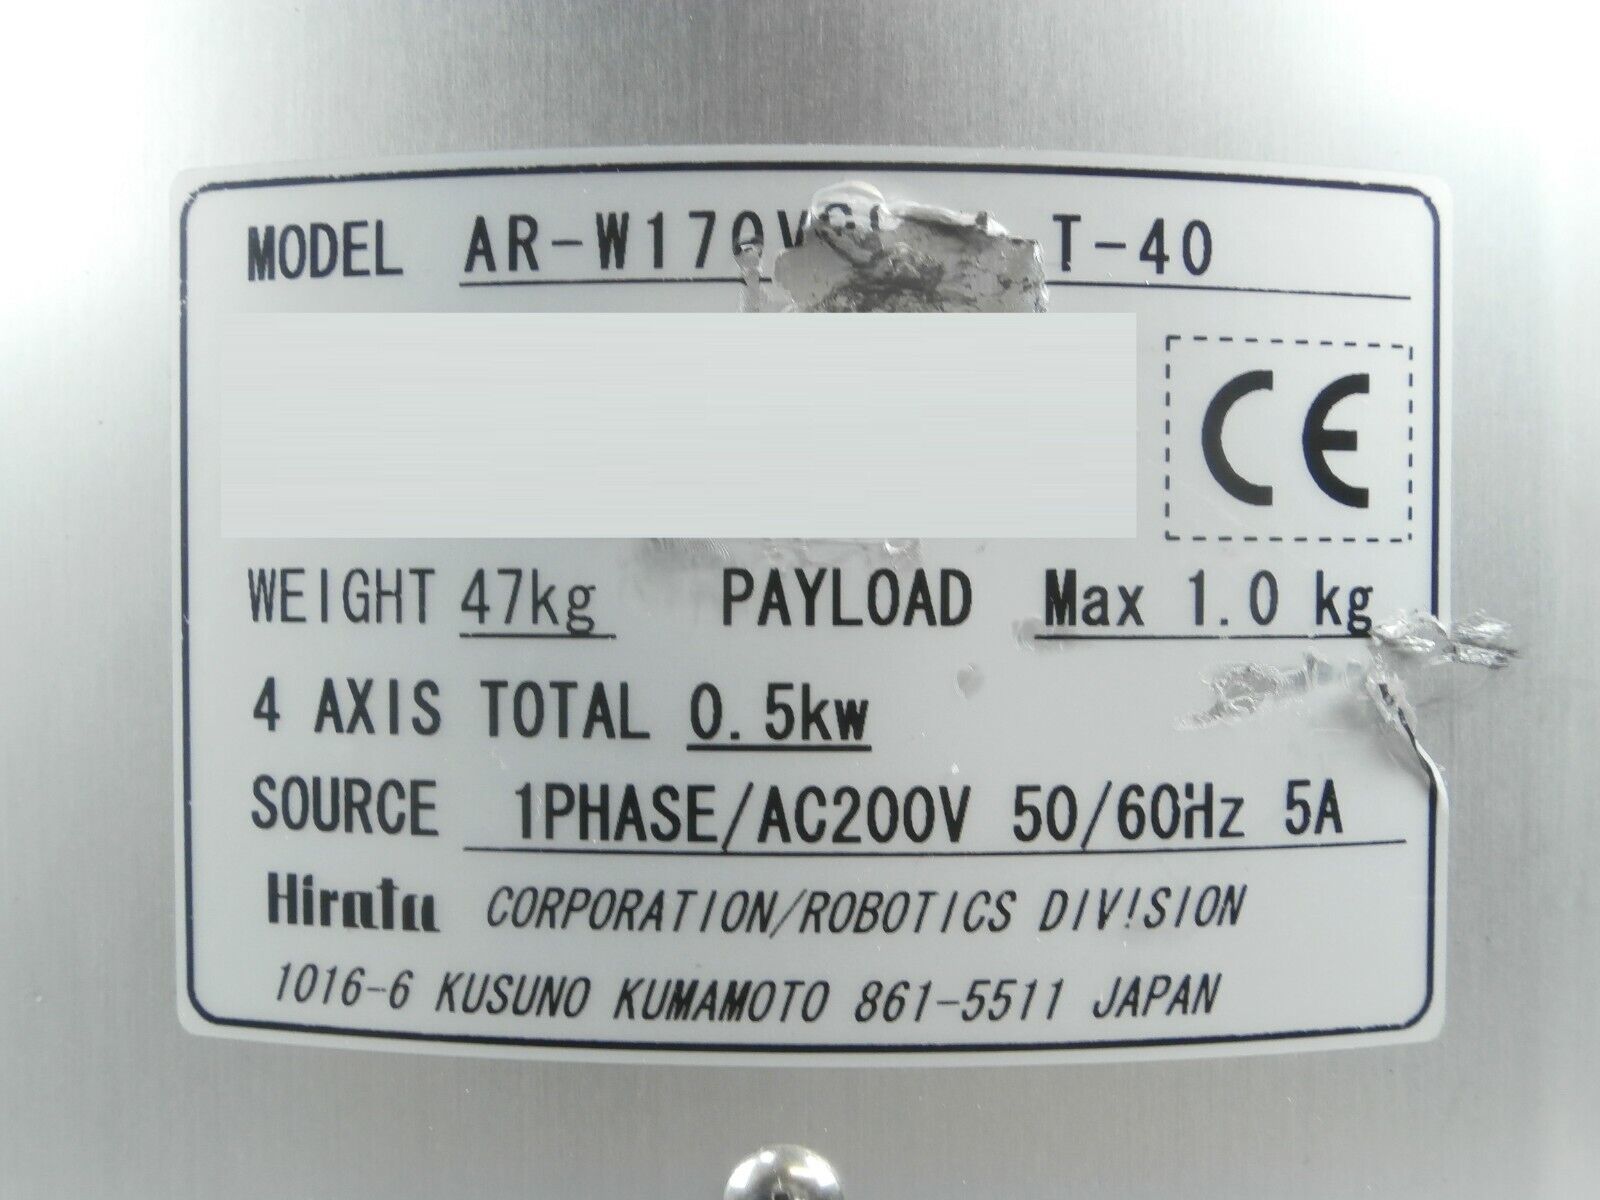 MODEL AR-W170V T-40
CE
WEIGHT 47kg PAYLOAD Max 1.0 kg
4 AXIS TOTAL 0.5kw
SOURCE 1PHASE/AC200V 50/60Hz 5A
Hirata CORPORATION/ROBOTICS DIVISION
1016-6 KUSUNO KUMAMOTO 861-5511 JAPAN